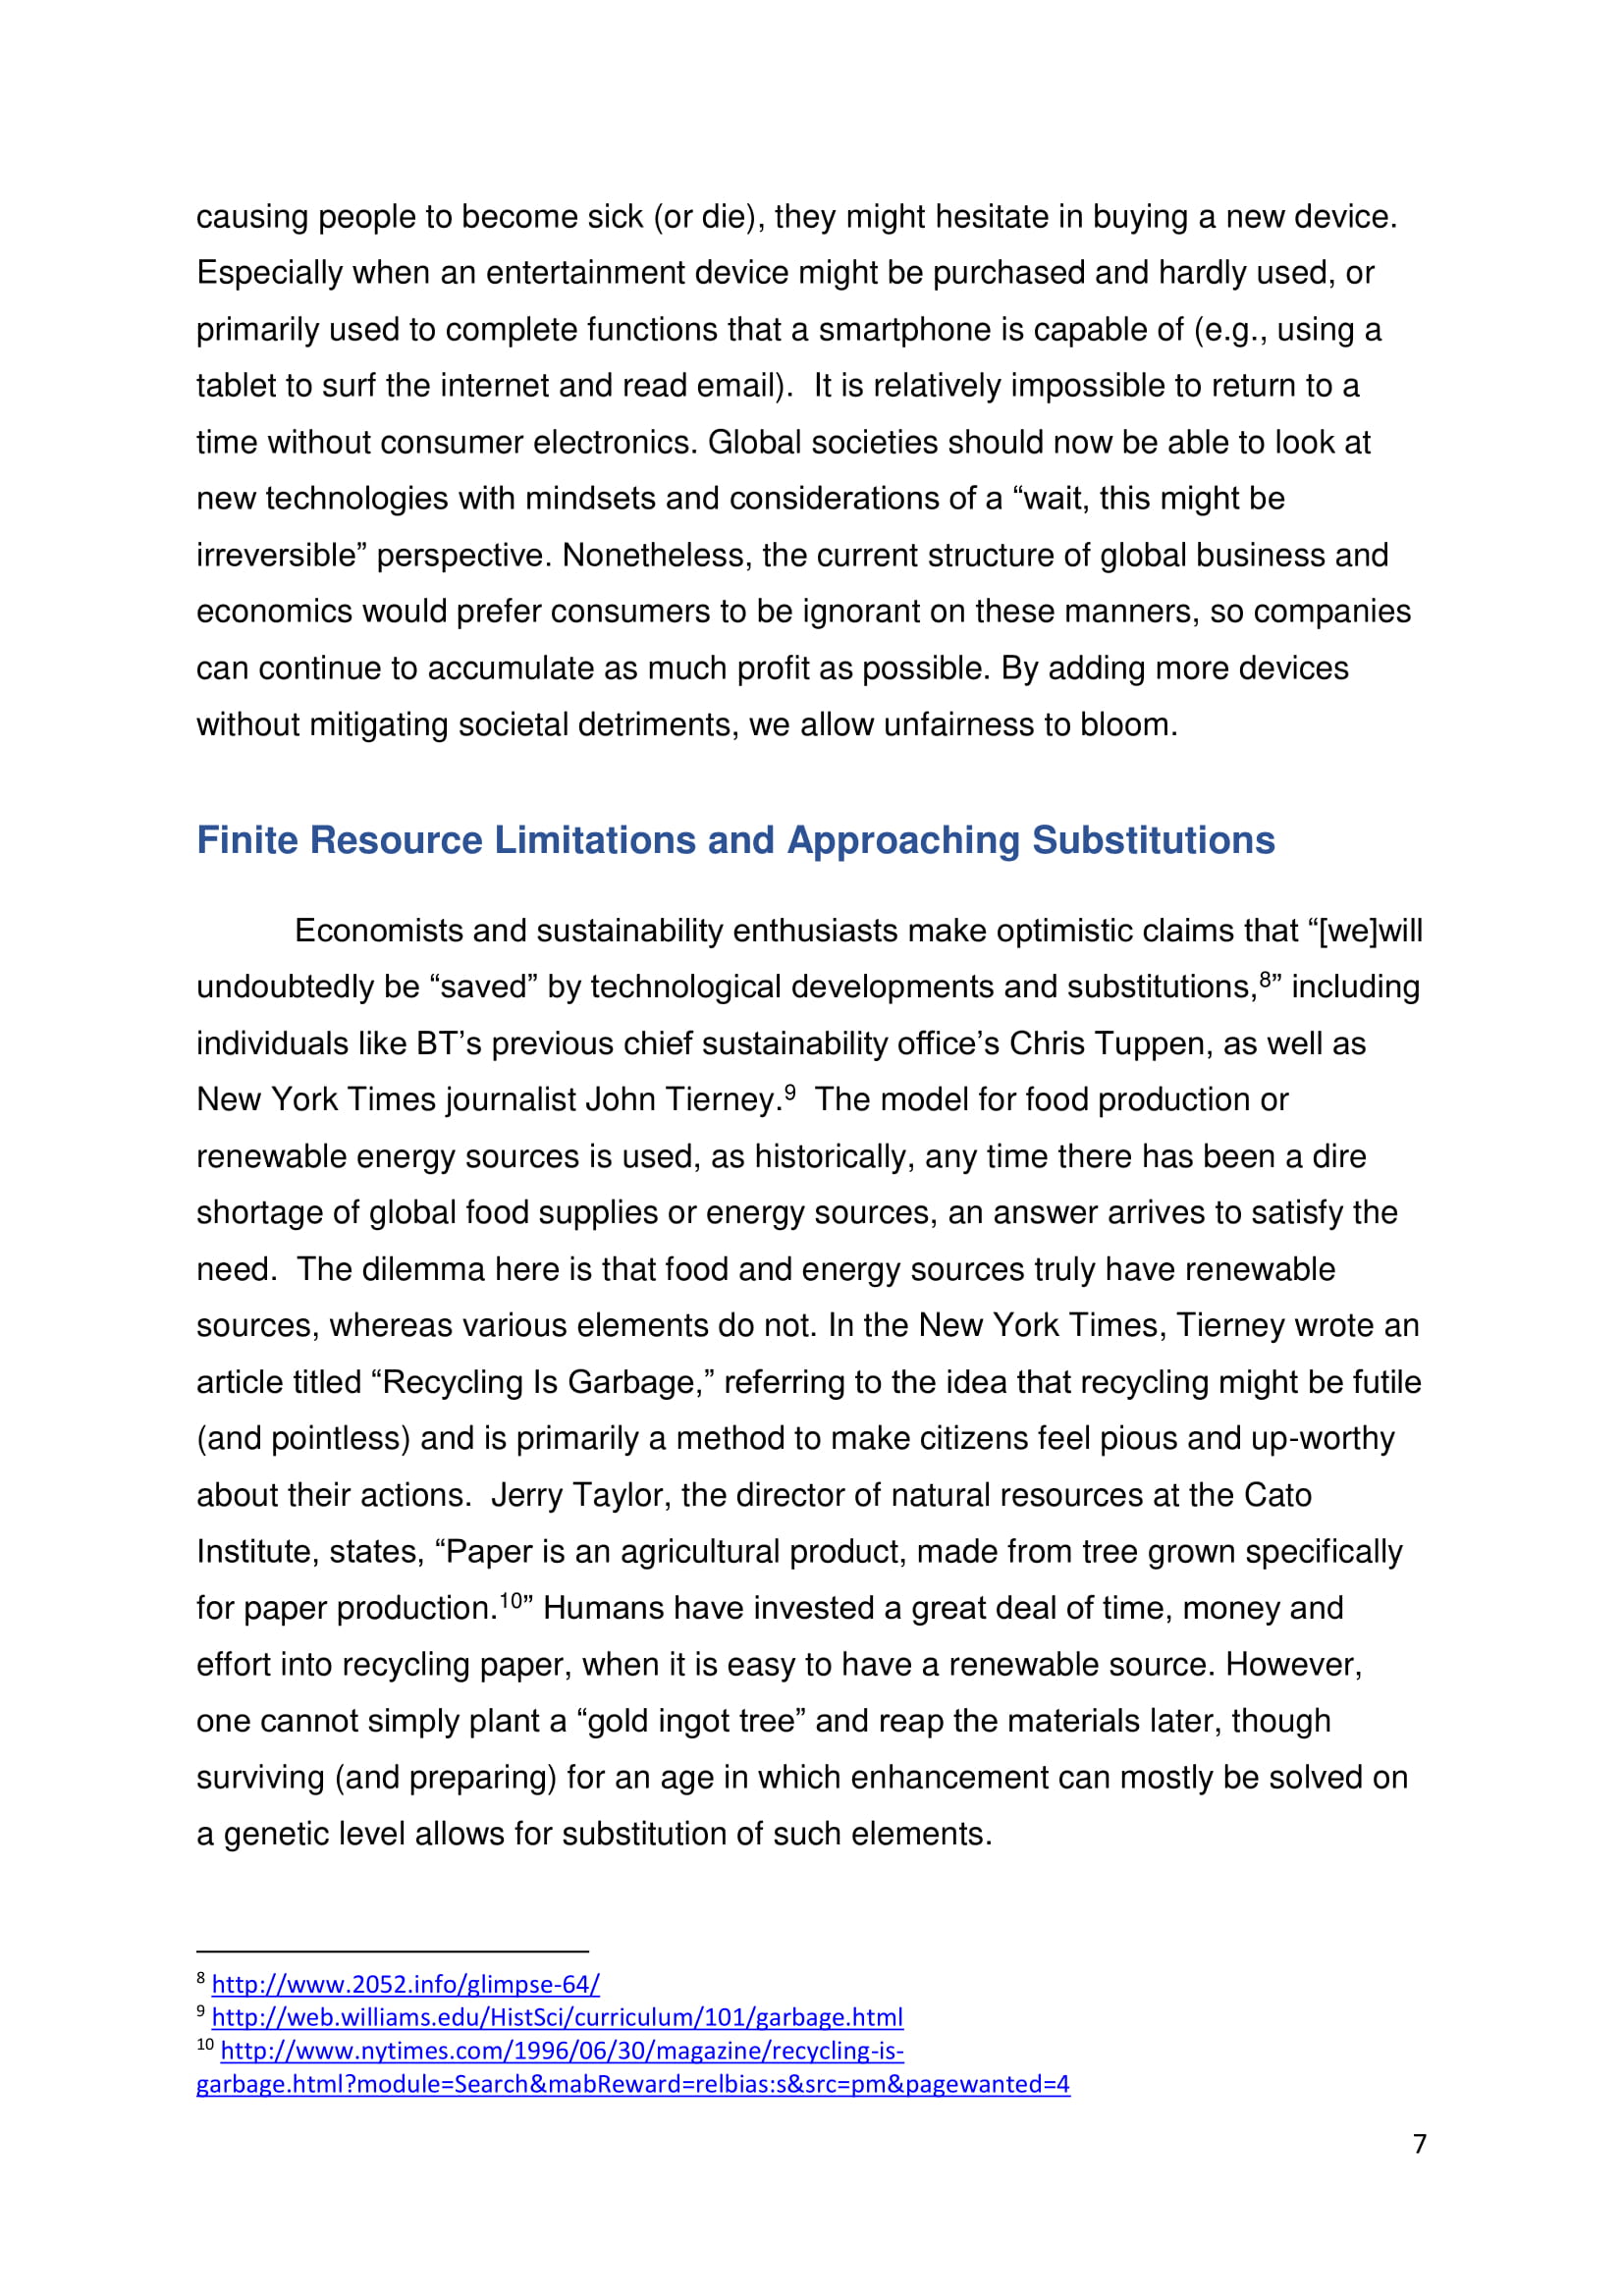 causing people to become sick (or die), they might hesitate in buying a new device.
Especially when an entertainment device might be purchased and hardly used, or
primarily used to complete functions that a smartphone is capable of (e.g., using a
tablet to surf the internet and read email).  It is relatively impossible to return to a
time without consumer electronics. Global societies should now be able to look at
new technologies with mindsets and considerations of a “wait, this might be
irreversible” perspective. Nonetheless, the current structure of global business and
economics would prefer consumers to be ignorant on these manners, so companies
can continue to accumulate as much profit as possible. By adding more devices
without mitigating societal detriments, we allow unfairness to bloom.
Finite Resource Limitations and Approaching Substitutions
Economists and sustainability enthusiasts make optimistic claims that “[we]will
undoubtedly be “saved” by technological developments and substitutions,8” including
individuals like BT’s previous chief sustainability office’s Chris Tuppen, as well as
New York Times journalist John Tierney.9  The model for food production or
renewable energy sources is used, as historically, any time there has been a dire
shortage of global food supplies or energy sources, an answer arrives to satisfy the
need.  The dilemma here is that food and energy sources truly have renewable
sources, whereas various elements do not. In the New York Times, Tierney wrote an
article titled “Recycling Is Garbage,” referring to the idea that recycling might be futile
(and pointless) and is primarily a method to make citizens feel pious and up-worthy
about their actions.  Jerry Taylor, the director of natural resources at the Cato
Institute, states, “Paper is an agricultural product, made from tree grown specifically
for paper production.10” Humans have invested a great deal of time, money and
effort into recycling paper, when it is easy to have a renewable source. However,
one cannot simply plant a “gold ingot tree” and reap the materials later, though
surviving (and preparing) for an age in which enhancement can mostly be solved on
a genetic level allows for substitution of such elements.
8 http://www.2052.info/glimpse-64/
9 http://web.williams.edu/HistSci/curriculum/101/garbage.html
10 http://www.nytimes.com/1996/06/30/magazine/recycling-is-
garbage.html?module=Search&mabReward=relbias:s&src=pm&pagewanted=4
7